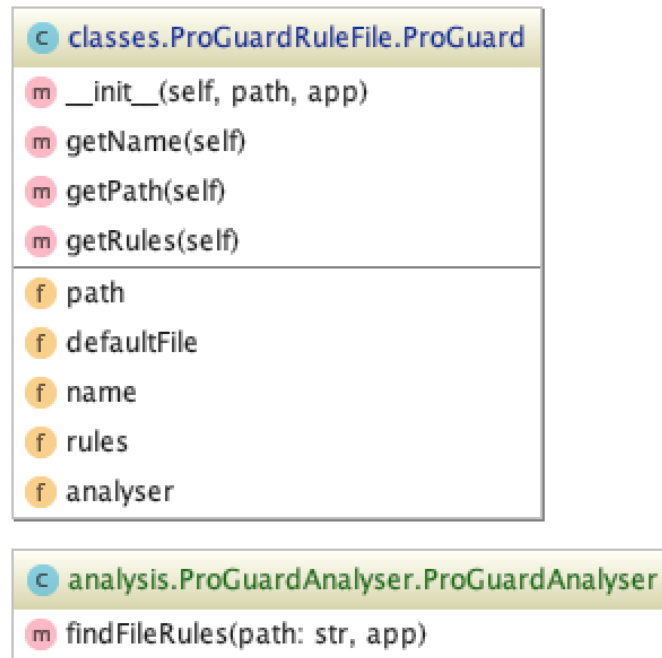 C classes.ProGuardRuleFile.ProGuard
m __init__(self, path, app)
m getName(self)
m getPath(self)
m getRules(self)
f path
f defaultFile
f name
f rules
f analyser
C analysis.ProGuardAnalyser.ProGuardAnalyser
m findFileRules(path: str, app)